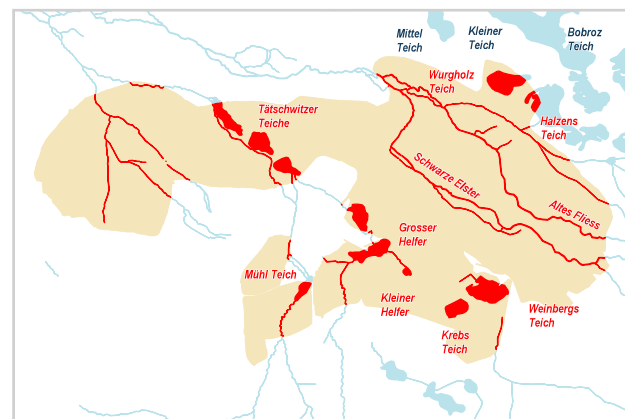 Mittel
Teich
Kleiner
Teich
Bobroz
Teich
Wurgholz
Teich
Tätschwitzer
Teiche
Halzens
Teich
Schwarze Elster
Altes Fliess
Grosser
Helfer
Mühl Teich
Kleiner
Helfer
Weinbergs
Teich
Krebs
Teich